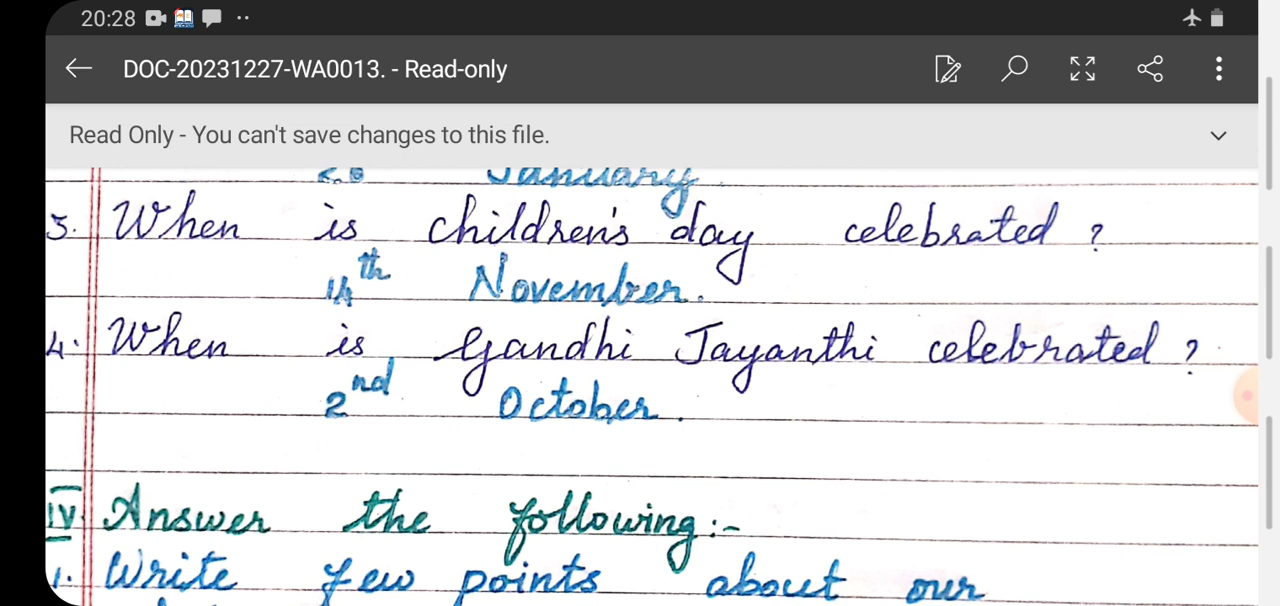 20:28
DOC-20231227-WA0013. - Read-only
Read Only - You can't save changes to this file.
January
3. When is children's day celebrated ?
14th November.
4. When is Gandhi Jayanthi celebrated ?
2nd October.
IV Answer the following:-
1. Write few points about our